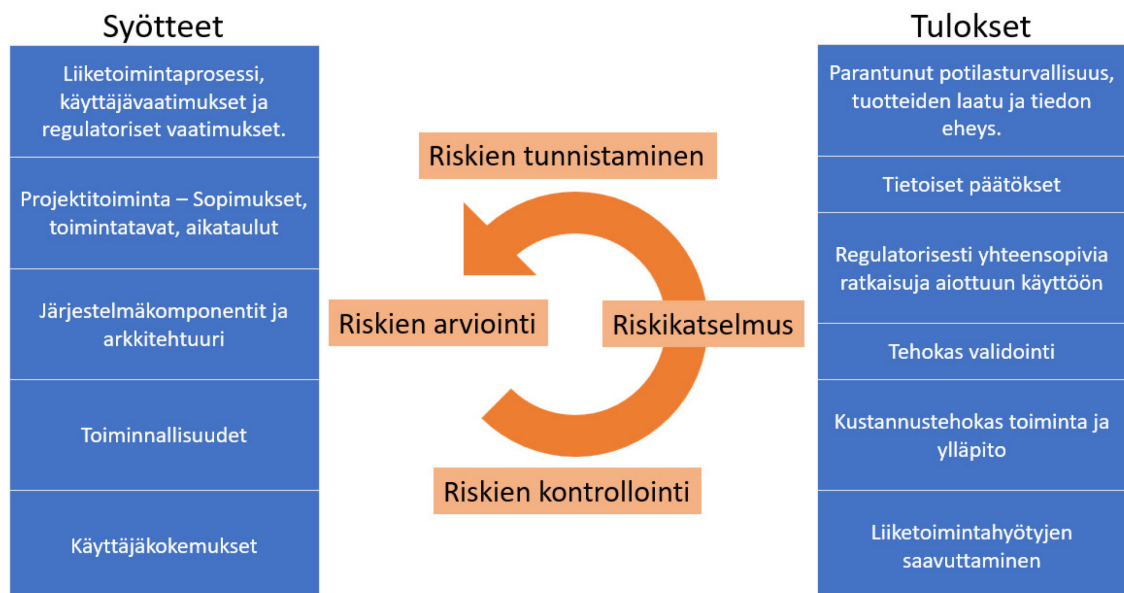 Syötteet
Liiketoimintaprosessi,
käyttäjävaatimukset ja
regulatoriset vaatimukset.
Projektitoiminta – Sopimukset,
toimintatavat, aikataulut
Järjestelmäkomponentit ja
arkkitehtuuri
Toiminnallisuudet
Käyttäjäkokemukset
Riskien tunnistaminen
Riskien arviointi
Riskikatselmus
Riskien kontrollointi
Tulokset
Parantunut potilasturvallisuus,
tuotteiden laatu ja tiedon
eheys.
Tietoiset päätökset
Regulatorisesti yhteensopivia
ratkaisuja aiottuun käyttöön
Tehokas validointi
Kustannustehokas toiminta ja
ylläpito
Liiketoimintahyötyjen
saavuttaminen